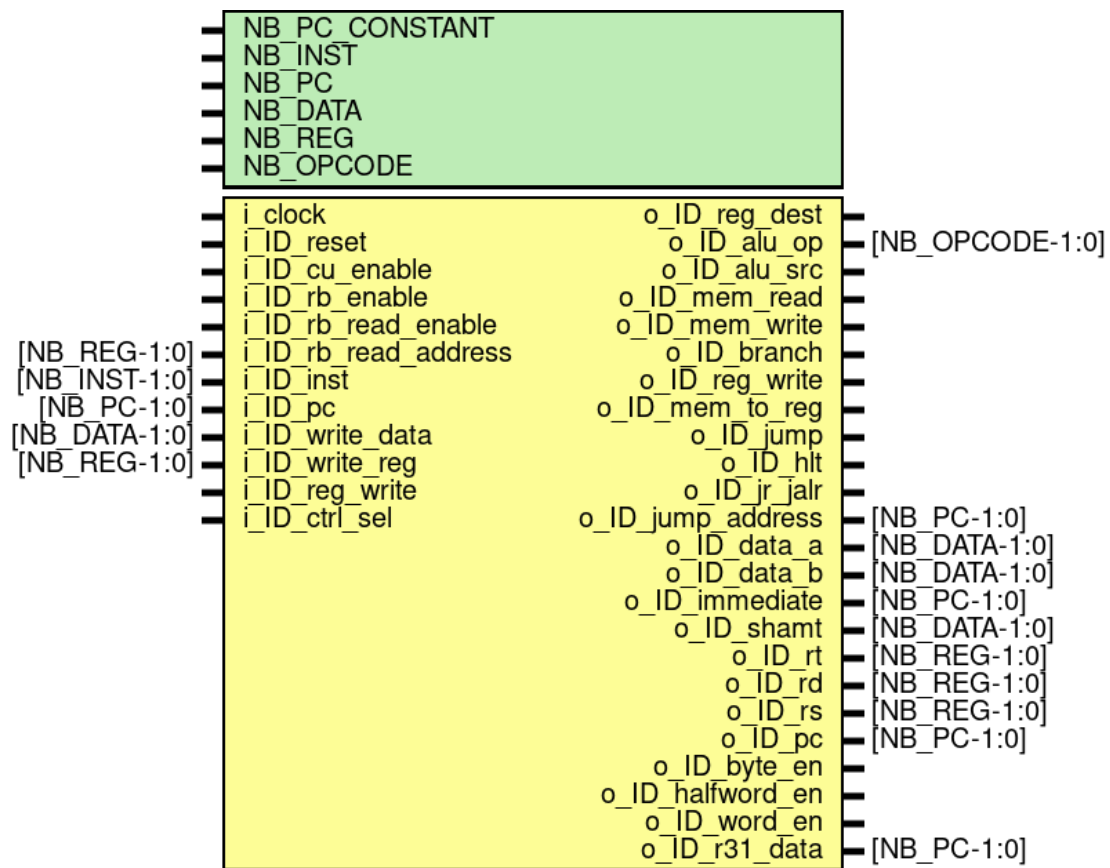 NB_PC_CONSTANT
NB_INST
NB_PC
NB_DATA
NB_REG
NB_OPCODE
i_clock o_ID_reg_dest
i_ID_reset o_ID_alu_op [NB_OPCODE-1:0]
i_ID_cu_enable o_ID_alu_src
i_ID_rb_enable o_ID_mem_read
i_ID_rb_read_enable o_ID_mem_write
[NB_REG-1:0] i_ID_rb_read_address o_ID_branch
[NB_INST-1:0] i_ID_inst o_ID_reg_write
[NB_PC-1:0] i_ID_pc o_ID_mem_to_reg
[NB_DATA-1:0] i_ID_write_data o_ID_jump
[NB_REG-1:0] i_ID_write_reg o_ID_hlt
i_ID_reg_write o_ID_jr_jalr
i_ID_ctrl_sel o_ID_jump_address [NB_PC-1:0]
o_ID_data_a [NB_DATA-1:0]
o_ID_data_b [NB_DATA-1:0]
o_ID_immediate [NB_PC-1:0]
o_ID_shamt [NB_DATA-1:0]
o_ID_rt [NB_REG-1:0]
o_ID_rd [NB_REG-1:0]
o_ID_rs [NB_REG-1:0]
o_ID_pc [NB_PC-1:0]
o_ID_byte_en
o_ID_halfword_en
o_ID_word_en
o_ID_r31_data [NB_PC-1:0]